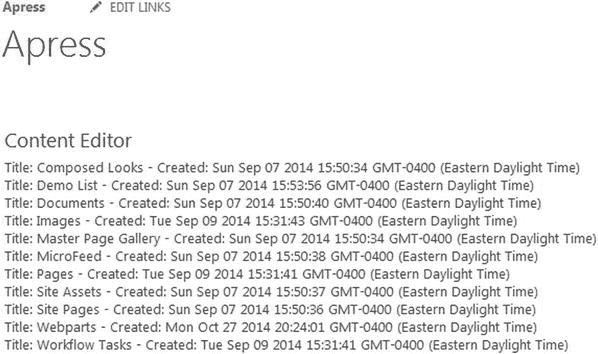 Apress EDIT LINKS
Apress
Content Editor
Title: Composed Looks - Created: Sun Sep 07 2014 15:50:34 GMT-0400 (Eastern Daylight Time)
Title: Demo List - Created: Sun Sep 07 2014 15:53:56 GMT-0400 (Eastern Daylight Time)
Title: Documents - Created: Sun Sep 07 2014 15:50:40 GMT-0400 (Eastern Daylight Time)
Title: Images - Created: Tue Sep 09 2014 15:31:43 GMT-0400 (Eastern Daylight Time)
Title: Master Page Gallery - Created: Sun Sep 07 2014 15:50:34 GMT-0400 (Eastern Daylight Time)
Title: MicroFeed - Created: Sun Sep 07 2014 15:50:38 GMT-0400 (Eastern Daylight Time)
Title: Pages - Created: Tue Sep 09 2014 15:31:41 GMT-0400 (Eastern Daylight Time)
Title: Site Assets - Created: Sun Sep 07 2014 15:50:37 GMT-0400 (Eastern Daylight Time)
Title: Site Pages - Created: Sun Sep 07 2014 15:50:36 GMT-0400 (Eastern Daylight Time)
Title: Webparts - Created: Mon Oct 27 2014 20:24:01 GMT-0400 (Eastern Daylight Time)
Title: Workflow Tasks - Created: Tue Sep 09 2014 15:31:41 GMT-0400 (Eastern Daylight Time)